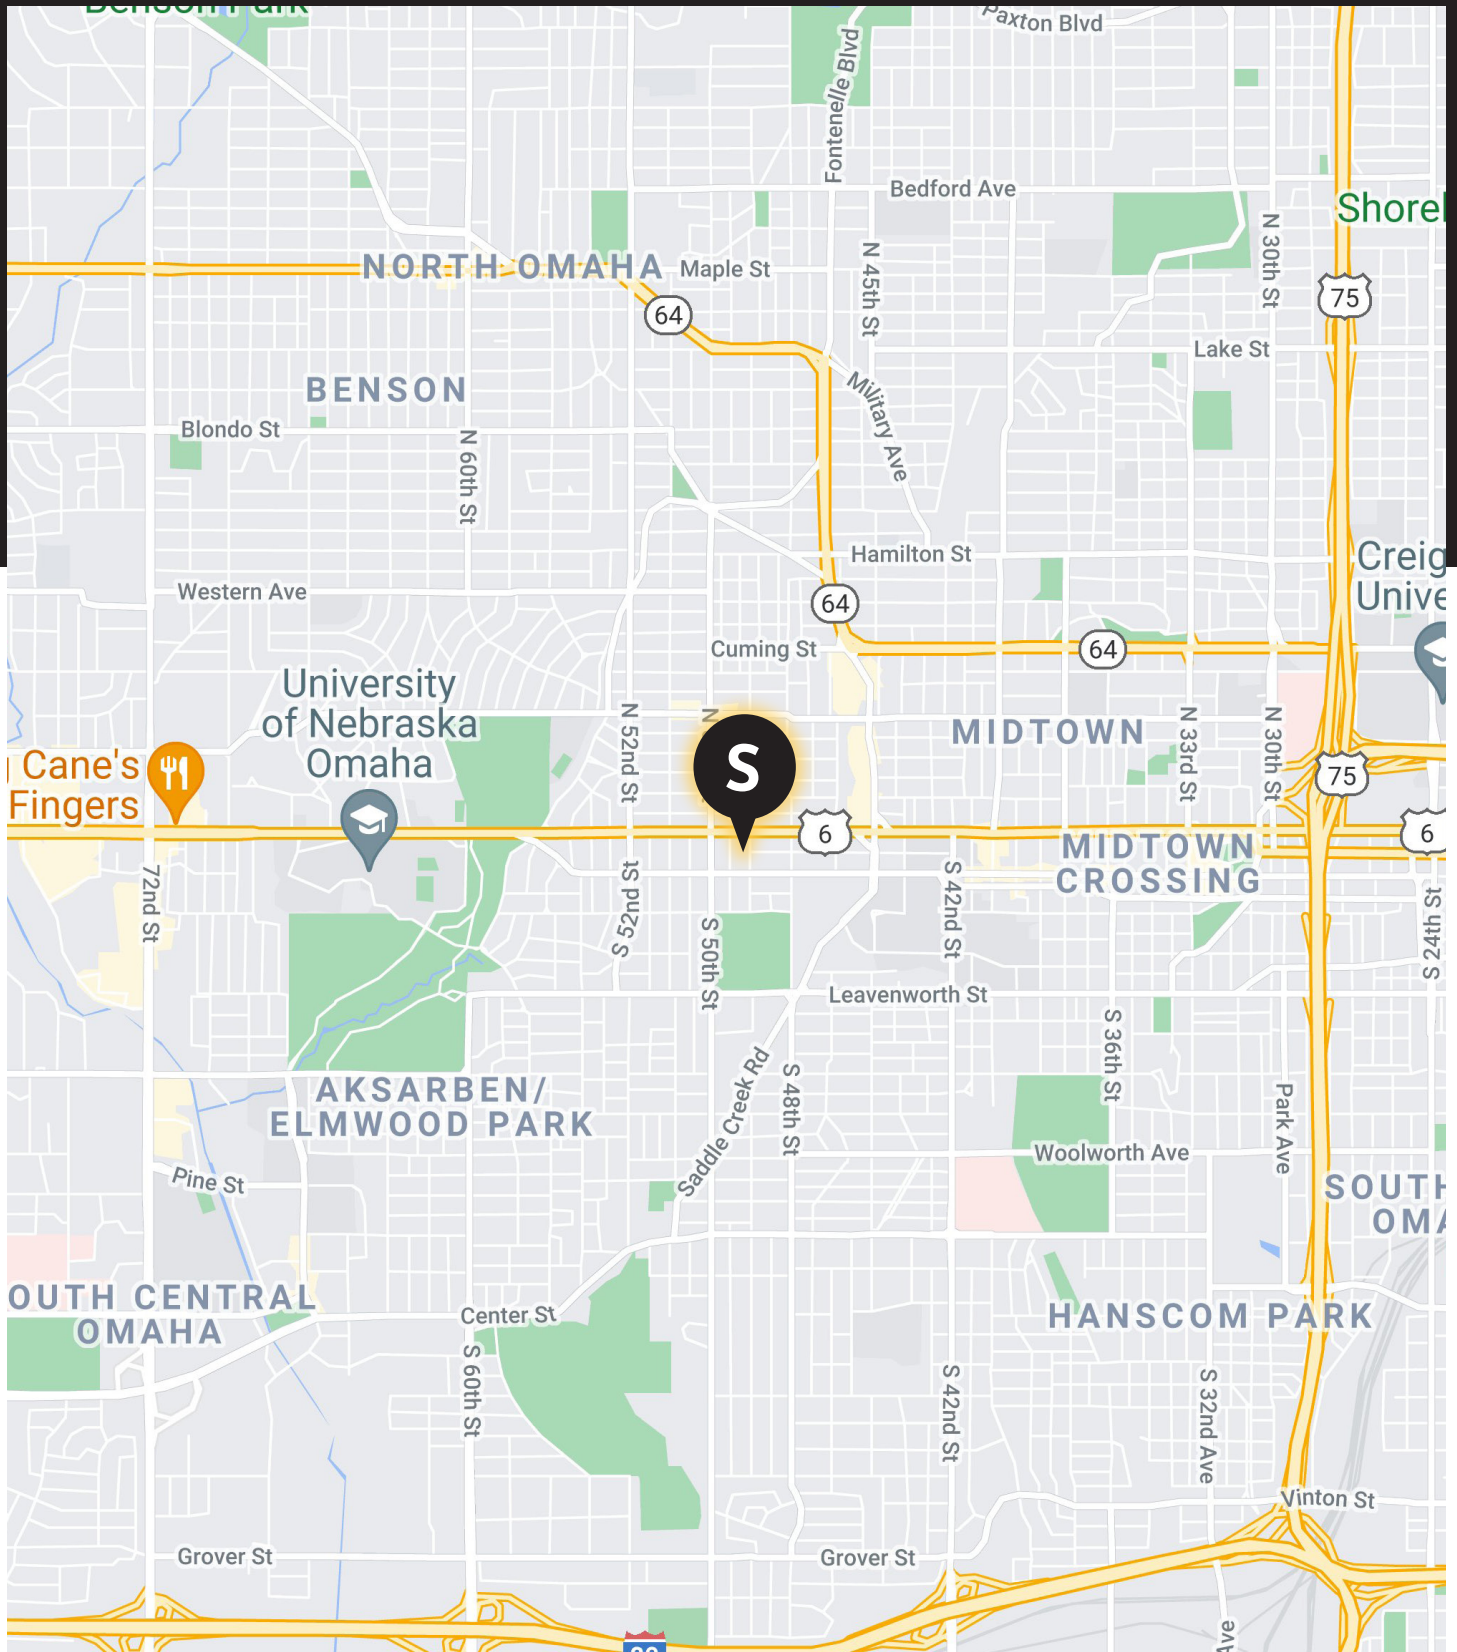 Benson Park
Paxton Blvd
Fontenelle Blvd
Bedford Ave
Shorel
N 30th St
N 45th St
NORTH OMAHA
Maple St
75
64
Lake St
BENSON
Military Ave
Blondo St
N 60th St
Hamilton St
Creig
Unive
Western Ave
64
Cuming St
64
University
of Nebraska
Omaha
N 52nd St
N
MIDTOWN
N 33rd St
N 30th St
Cane's
Fingers
S
75
6
6
MIDTOWN
CROSSING
72nd St
S 52nd St
S 50th St
S 42nd St
S 24th St
Leavenworth St
S 36th St
AKSARBEN/
ELMWOOD PARK
Saddle Creek Rd
S 48th St
Park Ave
Woolworth Ave
Pine St
SOUTH
OMA
OUTH CENTRAL
OMAHA
Center St
HANSCOM PARK
S 60th St
S 42nd St
S 32nd Ave
Vinton St
Grover St
Grover St
Ave